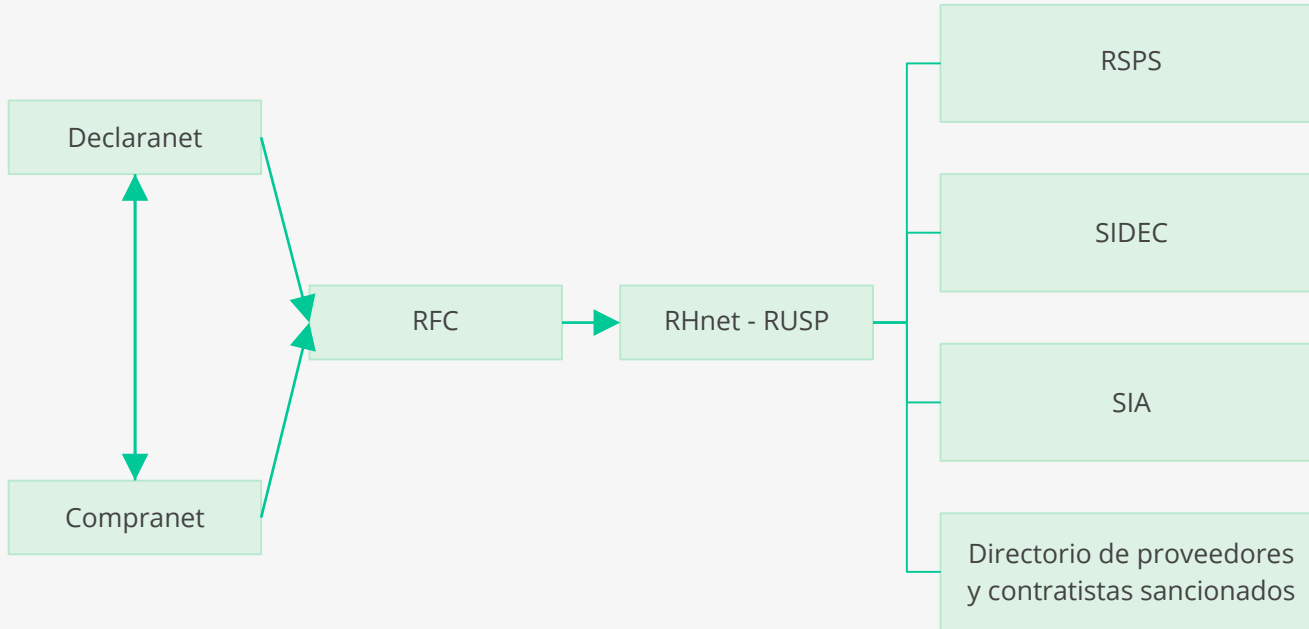 RSPS
Declaranet
SIDEC
RFC
RHnet - RUSP
SIA
Compranet
Directorio de proveedores
y contratistas sancionados